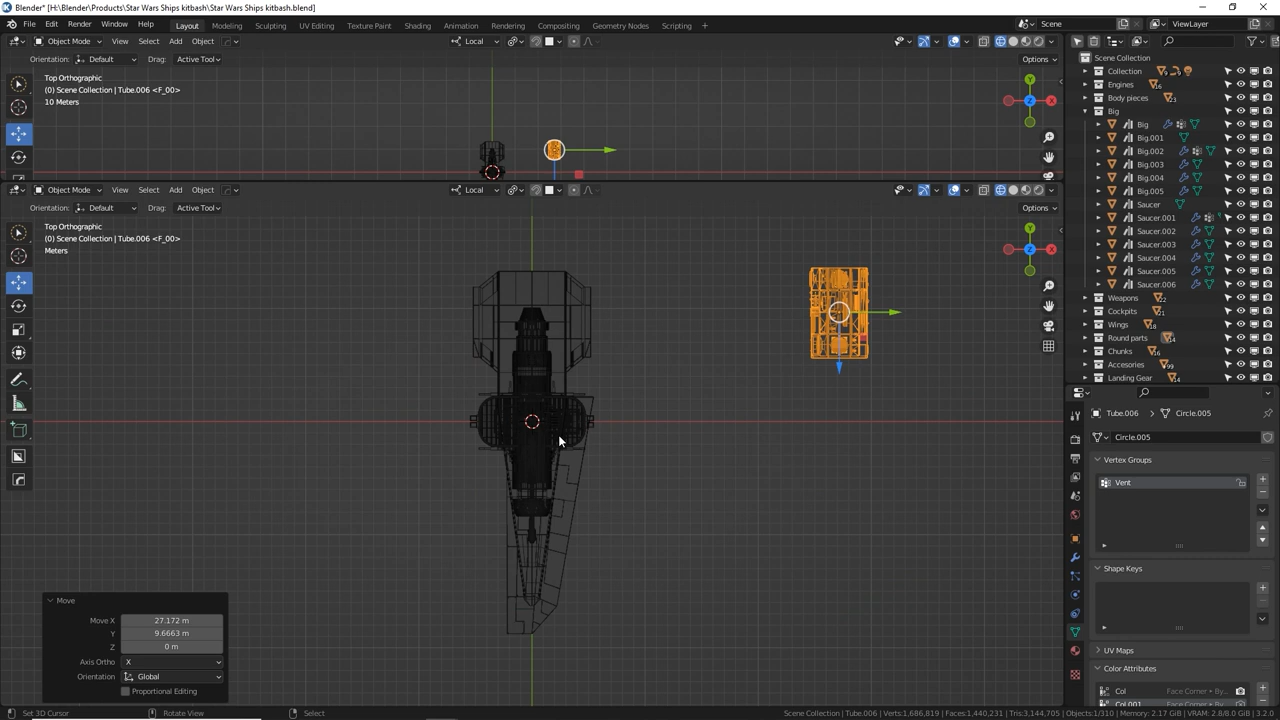 Blender* [H:\Blender\Products\Star Wars Ships kitbash\Star Wars Ships kitbash.blend]
File Edit Render Window Help Layout Modeling Sculpting UV Editing Texture Paint Shading Animation Rendering Compositing Geometry Nodes Scripting + Scene ViewLayer
Object Mode View Select Add Object Local
Orientation: Default Drag: Active Tool Options
Top Orthographic
(0) Scene Collection | Tube.006 <F_00>
10 Meters
Y
Z
X
Object Mode View Select Add Object Local
Orientation: Default Drag: Active Tool Options
Top Orthographic
(0) Scene Collection | Tube.006 <F_00>
Meters
Y
Z
X
Move
Move X 27.172 m
Y 9.6663 m
Z 0 m
Axis Ortho X
Orientation Global
Proportional Editing
Scene Collection
Collection
Engines
Body pieces
Big
Big
Big.001
Big.002
Big.003
Big.004
Big.005
Saucer
Saucer.001
Saucer.002
Saucer.003
Saucer.004
Saucer.005
Saucer.006
Weapons
Cockpits
Wings
Round parts
Chunks
Accesories
Landing Gear
Tube.006 Circle.005
Circle.005
Vertex Groups
Vent
Shape Keys
UV Maps
Color Attributes
Col Face Corner ▸ By...
Col.001
Set 3D Cursor Rotate View Select Scene Collection | Tube.006 | Verts:1,686,819 | Faces:1,440,231 | Tris:3,144,705 | Objects:1/310 | Memory: 2.17 GiB | VRAM: 2.8/8.0 GiB | 3.2.0